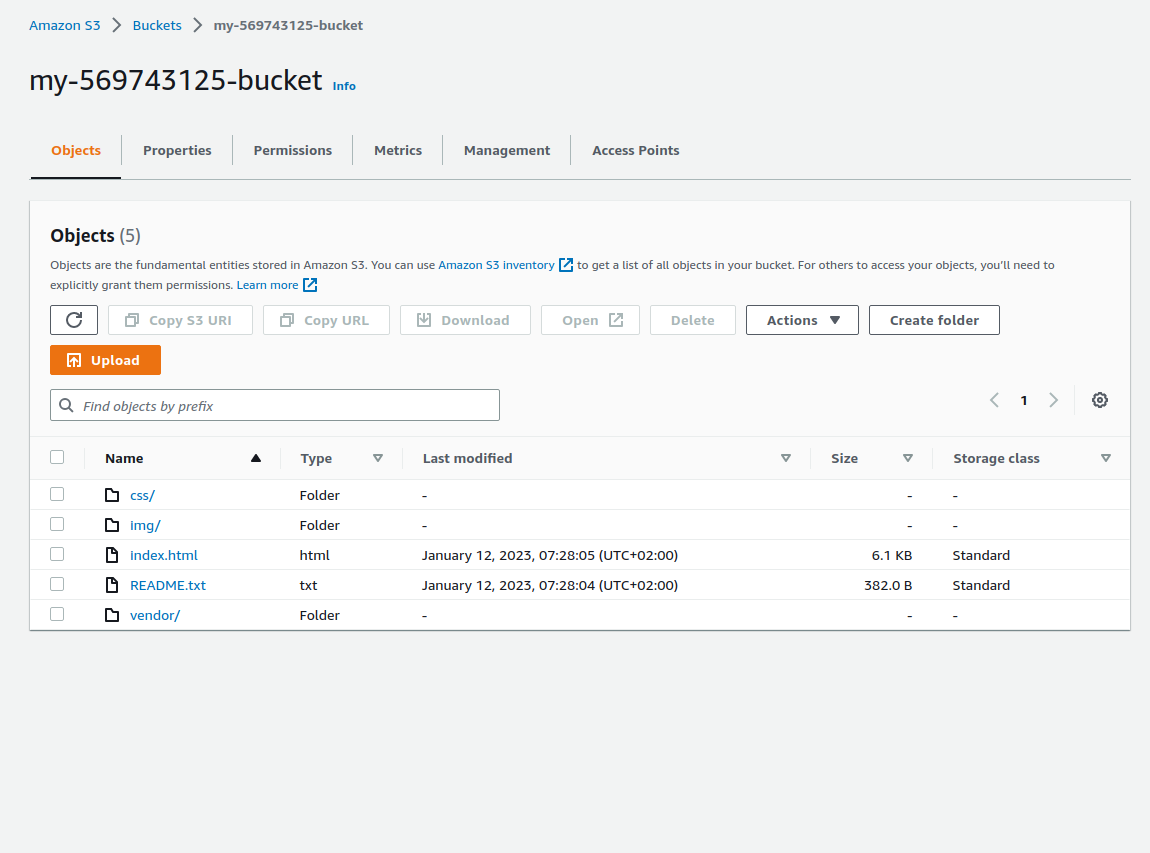 Amazon S3 > Buckets > my-569743125-bucket
my-569743125-bucket Info
Objects Properties Permissions Metrics Management Access Points
Objects (5)
Objects are the fundamental entities stored in Amazon S3. You can use Amazon S3 inventory to get a list of all objects in your bucket. For others to access your objects, you'll need to
explicitly grant them permissions. Learn more
Copy S3 URI Copy URL Download Open Delete Actions Create folder
Upload
Find objects by prefix 1
Name Type Last modified Size Storage class
css/ Folder - - -
img/ Folder - - -
index.html html January 12, 2023, 07:28:05 (UTC+02:00) 6.1 KB Standard
README.txt txt January 12, 2023, 07:28:04 (UTC+02:00) 382.0 B Standard
vendor/ Folder - - -